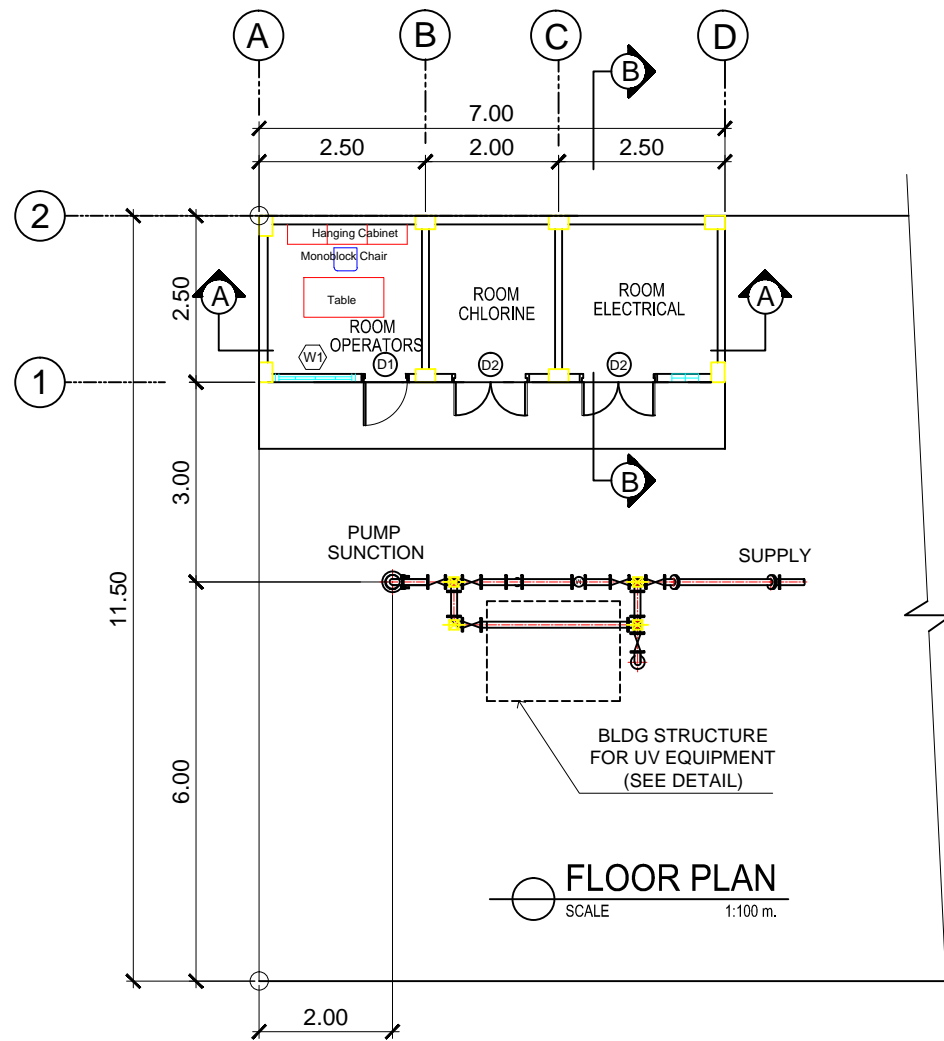 A
B
C
D
B
7.00
2.50
2.00
2.50
2
Hanging Cabinet
Monoblock Chair
Table
ROOM
OPERATORS
ROOM
CHLORINE
ROOM
ELECTRICAL
A
A
2.50
W1
D1
D2
D2
1
B
3.00
11.50
PUMP
SUNCTION
SUPPLY
M
BLDG STRUCTURE
FOR UV EQUIPMENT
(SEE DETAIL)
6.00
FLOOR PLAN
SCALE
1:100 m.
2.00